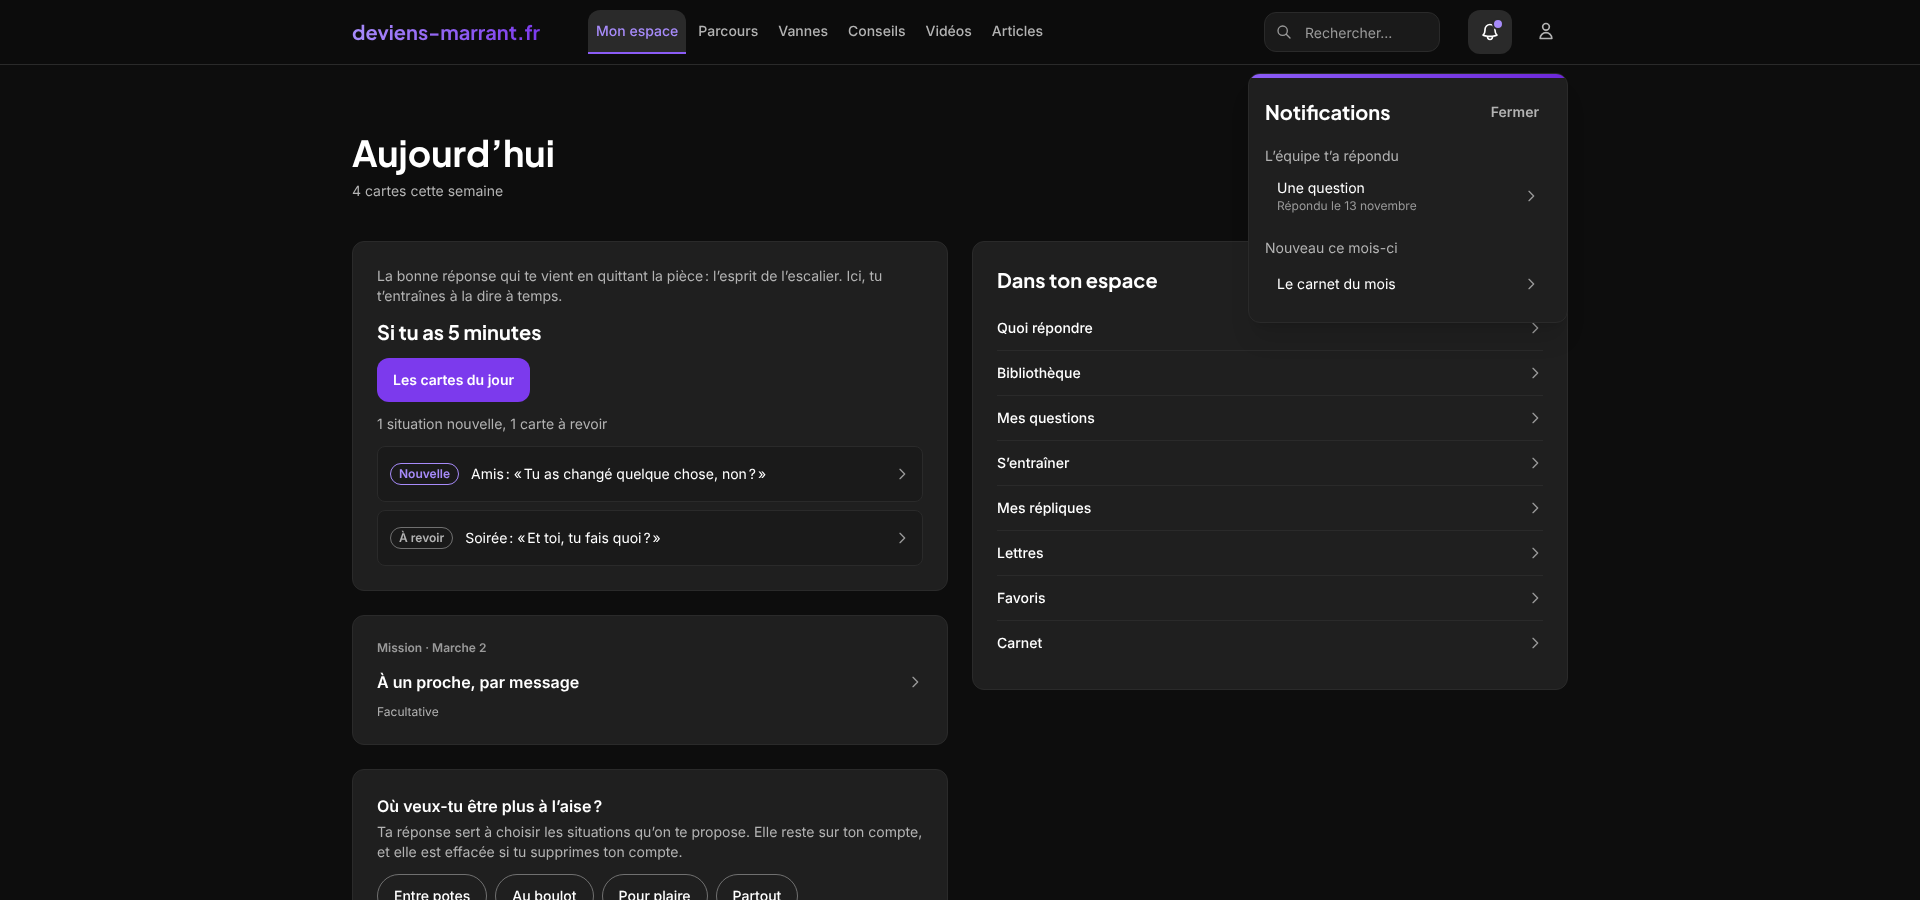 deviens-marrant.fr
Mon espace
Parcours
Vannes
Conseils
Vidéos
Articles
Rechercher...
Notifications
Fermer
L’équipe t’a répondu
Une question
Répondu le 13 novembre
Nouveau ce mois-ci
Le carnet du mois
Aujourd’hui
4 cartes cette semaine
La bonne réponse qui te vient en quittant la pièce : l’esprit de l’escalier. Ici, tu
t’entraînes à la dire à temps.
Si tu as 5 minutes
Les cartes du jour
1 situation nouvelle, 1 carte à revoir
Nouvelle
Amis : « Tu as changé quelque chose, non ? »
À revoir
Soirée : « Et toi, tu fais quoi ? »
Mission · Marche 2
À un proche, par message
Facultative
Où veux-tu être plus à l’aise ?
Ta réponse sert à choisir les situations qu’on te propose. Elle reste sur ton compte,
et elle est effacée si tu supprimes ton compte.
Entre potes
Au boulot
Pour plaire
Partout
Dans ton espace
Quoi répondre
Bibliothèque
Mes questions
S’entraîner
Mes répliques
Lettres
Favoris
Carnet